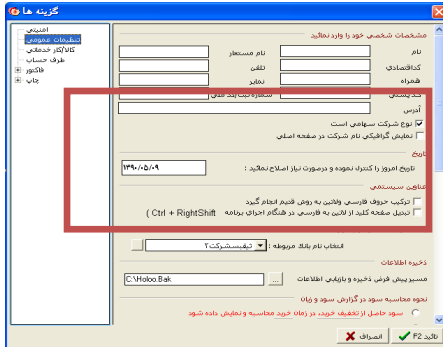 گزینه ها
امنیتی
تنظیمات عمومی
کالا/کار خدماتی
طرف حساب
فاکتور
چاپ
مشخصات شخصی خود را وارد نمائید
نام
نام مستعار
کداقتصادی
تلفن
همراه
نمابر
کدپستی
شماره ثبت/کد ملی
آدرس
نوع شرکت سهامی است
نمایش گرافیکی نام شرکت در صفحه اصلی
تاریخ
تاریخ امروز را کنترل نموده و درصورت نیاز اصلاح نمائید :
۱۳۹۰/۰۵/۰۹
عناوین سیستمی
ترکیب حروف فارسی ولاتین به روش قدیم انجام گیرد
تبدیل صفحه کلید از لاتین به فارسی در هنگام اجرای برنامه ( Ctrl + RightShift
انتخاب نام بانک مربوطه :
ذخیره اطلاعات
مسیر پیش فرض ذخیره و بازیابی اطلاعات
...
C:\Holoo.Bak
نحوه محاسبه سود در گزارش سود و زیان
سود حاصل از تخفیف خرید، در زمان خرید محاسبه و نمایش داده شود
تائید F2
انصراف